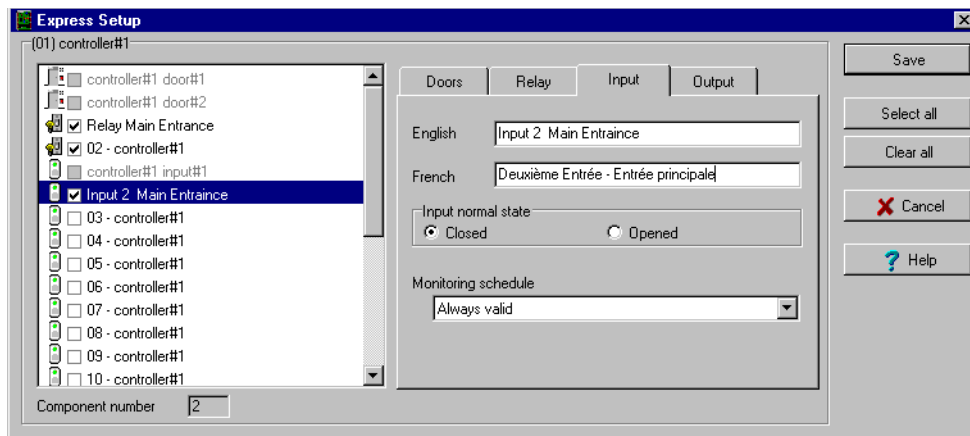 Express Setup
(01) controller#1
controller#1 door#1
controller#1 door#2
Relay Main Entrance
02 - controller#1
controller#1 input#1
Input 2  Main Entraince
03 - controller#1
04 - controller#1
05 - controller#1
06 - controller#1
07 - controller#1
08 - controller#1
09 - controller#1
10 - controller#1
Component number 2
Doors Relay Input Output
English Input 2  Main Entraince
French Deuxième Entrée - Entrée principale
Input normal state
Closed Opened
Monitoring schedule
Always valid
Save
Select all
Clear all
Cancel
Help